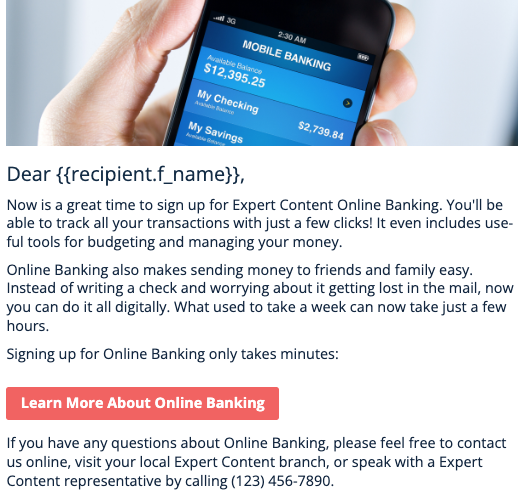 3G
2:30 AM
MOBILE BANKING
Available Balance
$12,395.25
My Checking
Available Balance
$2,739.84
My Savings
Available Balance
Dear {{recipient.f_name}},
Now is a great time to sign up for Expert Content Online Banking. You'll be
able to track all your transactions with just a few clicks! It even includes use-
ful tools for budgeting and managing your money.
Online Banking also makes sending money to friends and family easy.
Instead of writing a check and worrying about it getting lost in the mail, now
you can do it all digitally. What used to take a week can now take just a few
hours.
Signing up for Online Banking only takes minutes:
Learn More About Online Banking
If you have any questions about Online Banking, please feel free to contact
us online, visit your local Expert Content branch, or speak with a Expert
Content representative by calling (123) 456-7890.